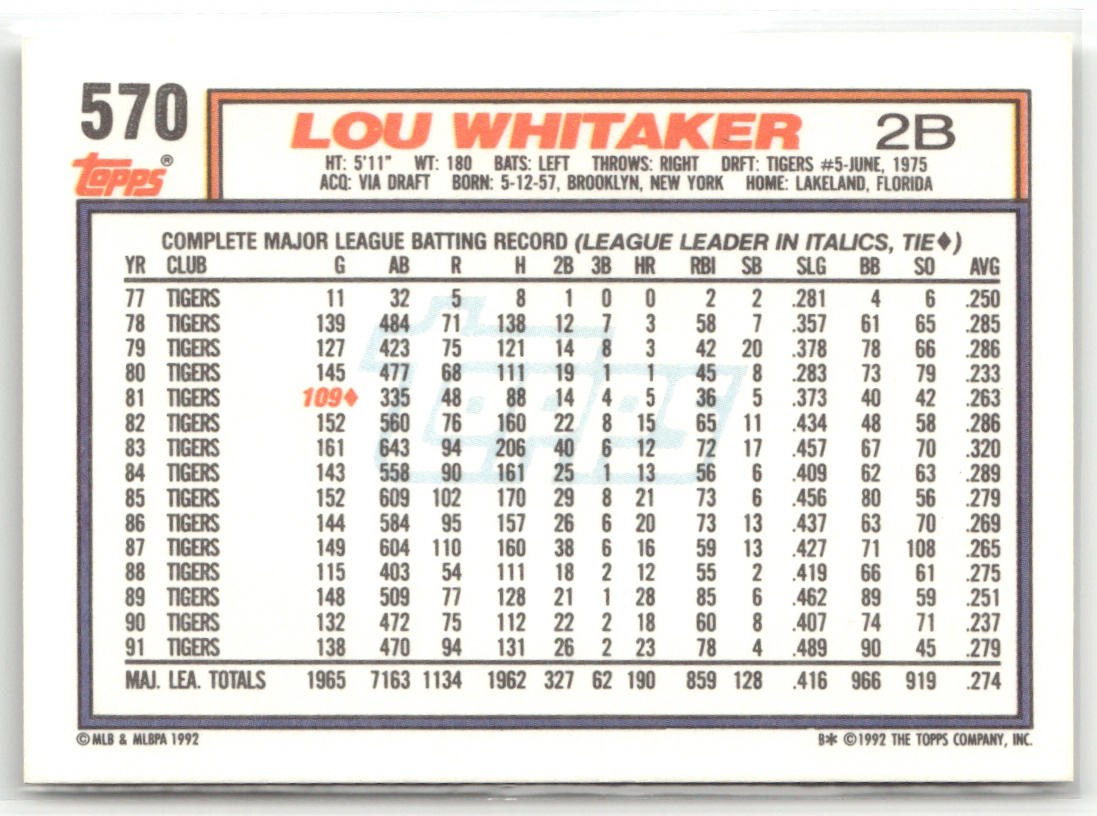 570
Topps®
LOU WHITAKER 2B
HT: 5'11" WT: 180 BATS: LEFT THROWS: RIGHT DRFT: TIGERS #5-JUNE, 1975
ACQ: VIA DRAFT BORN: 5-12-57, BROOKLYN, NEW YORK HOME: LAKELAND, FLORIDA
COMPLETE MAJOR LEAGUE BATTING RECORD (LEAGUE LEADER IN ITALICS, TIE♦)
YR CLUB G AB R H 2B 3B HR RBI SB SLG BB SO AVG
77 TIGERS 11 32 5 8 1 0 0 2 2 .281 4 6 .250
78 TIGERS 139 484 71 138 12 7 3 58 7 .357 61 65 .285
79 TIGERS 127 423 75 121 14 8 3 42 20 .378 78 66 .286
80 TIGERS 145 477 68 111 19 1 1 45 8 .283 73 79 .233
81 TIGERS 109♦ 335 48 88 14 4 5 36 5 .373 40 42 .263
82 TIGERS 152 560 76 160 22 8 15 65 11 .434 48 58 .286
83 TIGERS 161 643 94 206 40 6 12 72 17 .457 67 70 .320
84 TIGERS 143 558 90 161 25 1 13 56 6 .409 62 63 .289
85 TIGERS 152 609 102 170 29 8 21 73 6 .456 80 56 .279
86 TIGERS 144 584 95 157 26 6 20 73 13 .437 63 70 .269
87 TIGERS 149 604 110 160 38 6 16 59 13 .427 71 108 .265
88 TIGERS 115 403 54 111 18 2 12 55 2 .419 66 61 .275
89 TIGERS 148 509 77 128 21 1 28 85 6 .462 89 59 .251
90 TIGERS 132 472 75 112 22 2 18 60 8 .407 74 71 .237
91 TIGERS 138 470 94 131 26 2 23 78 4 .489 90 45 .279
MAJ. LEA. TOTALS 1965 7163 1134 1962 327 62 190 859 128 .416 966 919 .274
Topps
©MLB & MLBPA 1992 B* ©1992 THE TOPPS COMPANY, INC.